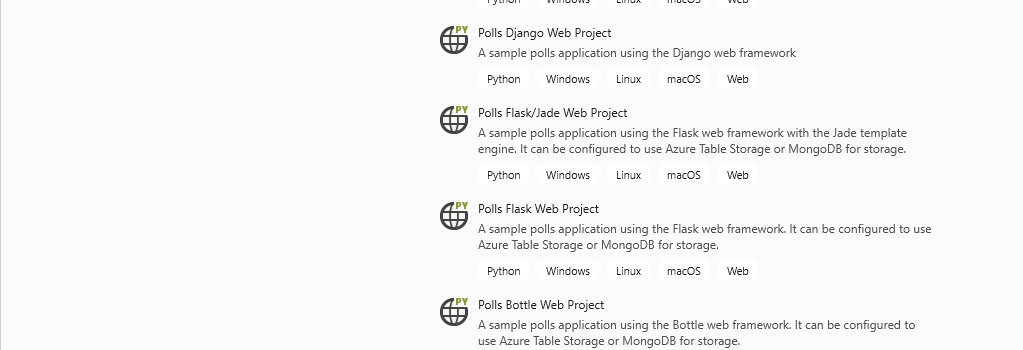 Python Windows Linux macOS Web
PY
Polls Django Web Project
A sample polls application using the Django web framework
Python Windows Linux macOS Web
PY
Polls Flask/Jade Web Project
A sample polls application using the Flask web framework with the Jade template
engine. It can be configured to use Azure Table Storage or MongoDB for storage.
Python Windows Linux macOS Web
PY
Polls Flask Web Project
A sample polls application using the Flask web framework. It can be configured to use
Azure Table Storage or MongoDB for storage.
Python Windows Linux macOS Web
PY
Polls Bottle Web Project
A sample polls application using the Bottle web framework. It can be configured to
use Azure Table Storage or MongoDB for storage.